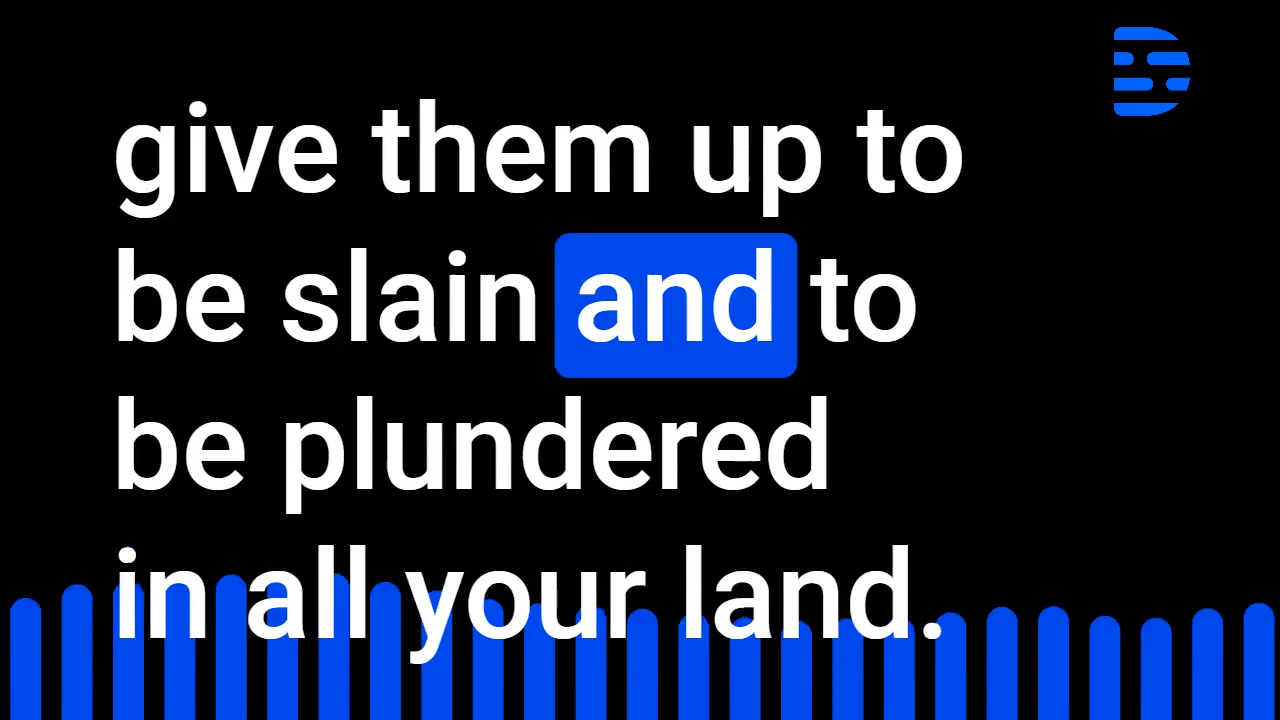 give them up to
be slain and to
be plundered
in all your land.